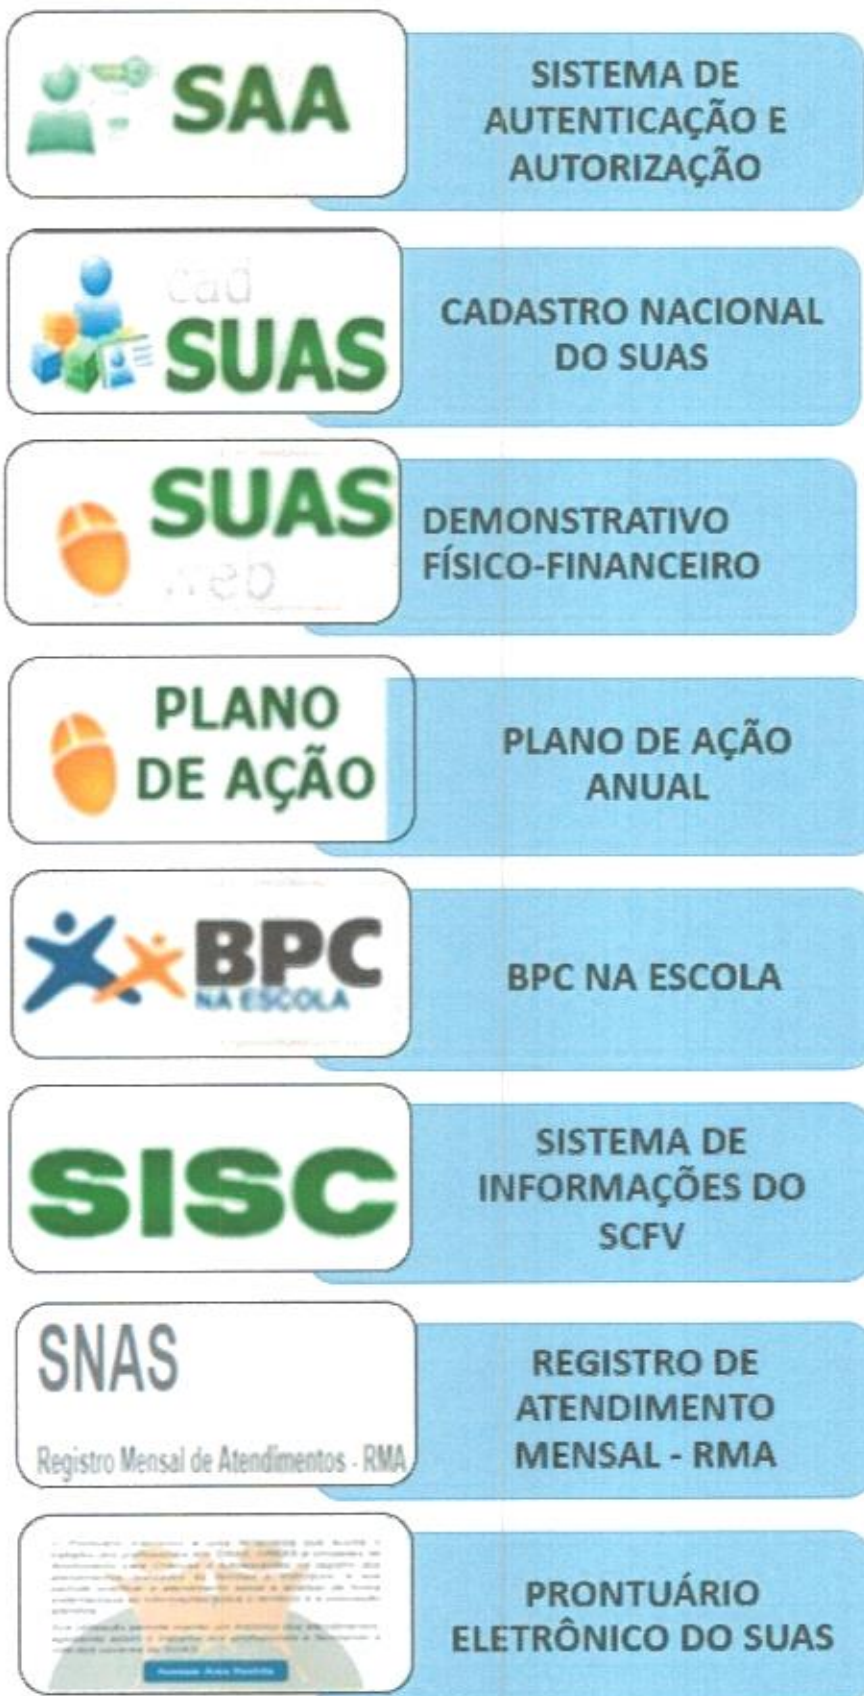 SAA
SISTEMA DE
AUTENTICAÇÃO E
AUTORIZAÇÃO
cad
SUAS
CADASTRO NACIONAL
DO SUAS
SUAS
web
DEMONSTRATIVO
FÍSICO-FINANCEIRO
PLANO
DE AÇÃO
PLANO DE AÇÃO
ANUAL
BPC
NA ESCOLA
BPC NA ESCOLA
SISC
SISTEMA DE
INFORMAÇÕES DO
SCFV
SNAS
Registro Mensal de Atendimentos - RMA
REGISTRO DE
ATENDIMENTO
MENSAL - RMA
PRONTUÁRIO
ELETRÔNICO DO SUAS